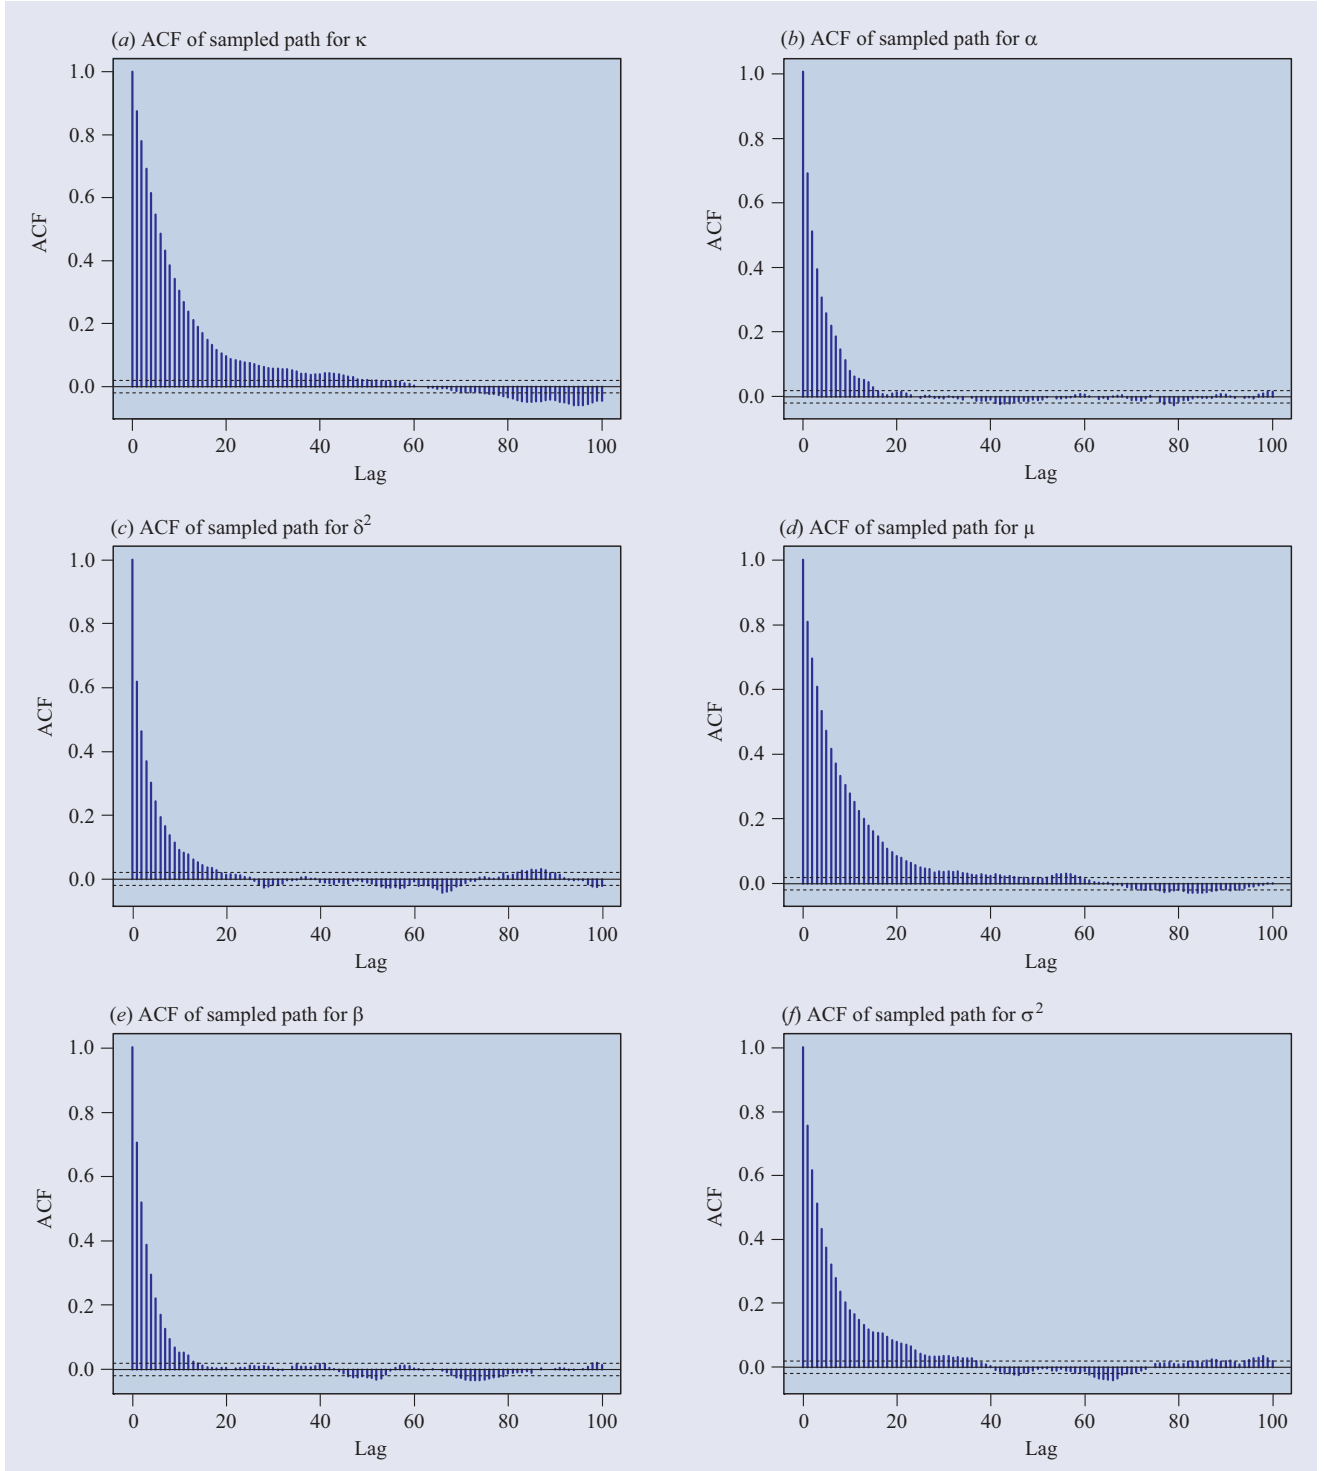 (a) ACF of sampled path for κ
1.0
0.8
0.6
0.4
0.2
0.0
ACF
0 20 40 60 80 100
Lag
(b) ACF of sampled path for α
1.0
0.8
0.6
0.4
0.2
0.0
ACF
0 20 40 60 80 100
Lag
(c) ACF of sampled path for δ²
1.0
0.8
0.6
0.4
0.2
0.0
ACF
0 20 40 60 80 100
Lag
(d) ACF of sampled path for μ
1.0
0.8
0.6
0.4
0.2
0.0
ACF
0 20 40 60 80 100
Lag
(e) ACF of sampled path for β
1.0
0.8
0.6
0.4
0.2
0.0
ACF
0 20 40 60 80 100
Lag
(f) ACF of sampled path for σ²
1.0
0.8
0.6
0.4
0.2
0.0
ACF
0 20 40 60 80 100
Lag